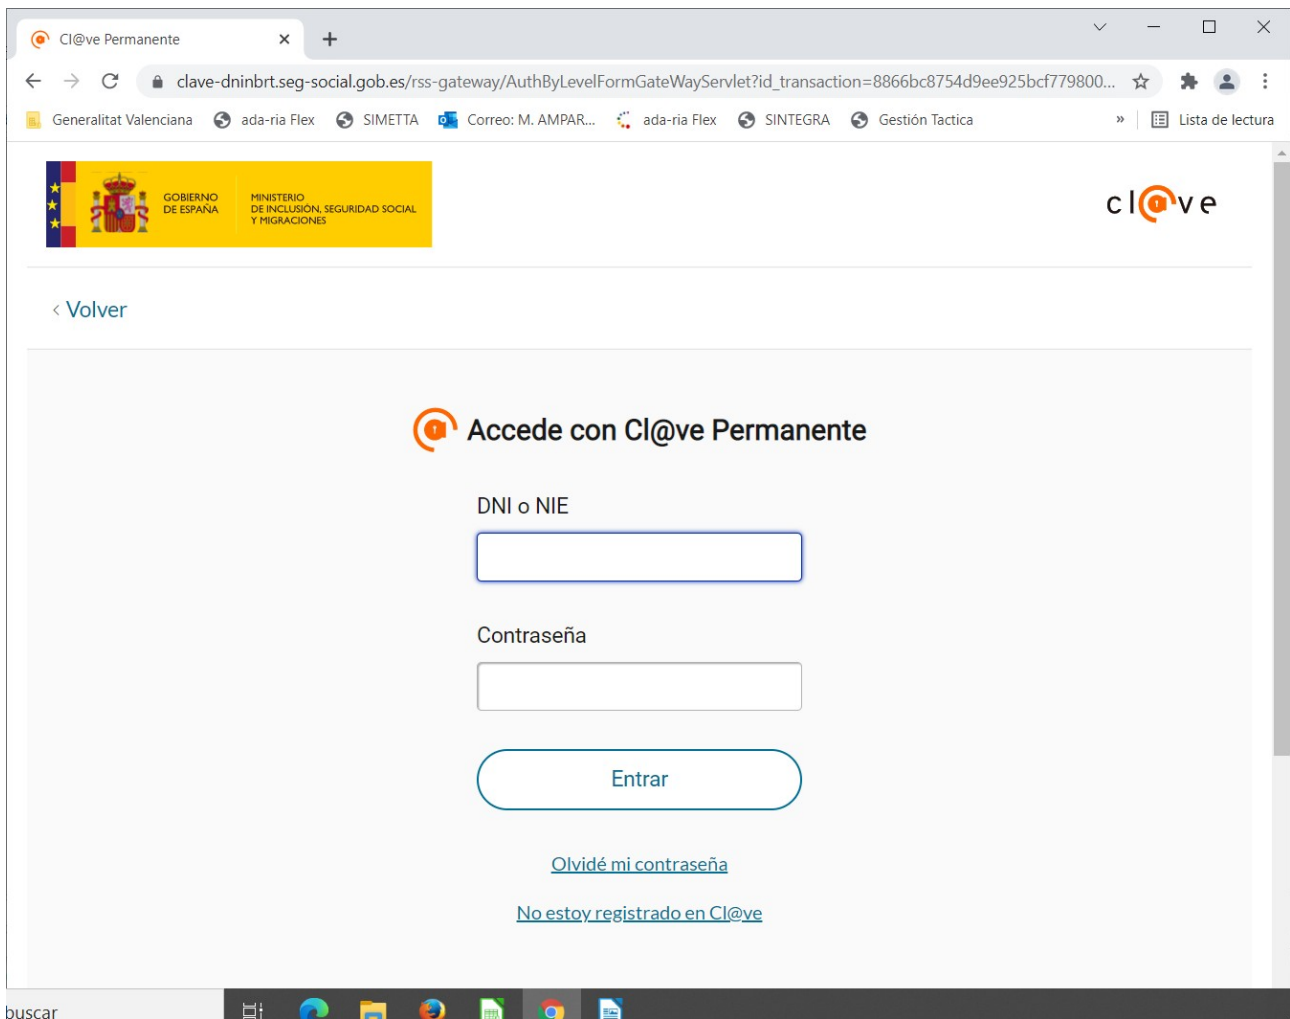 Cl@ve Permanente
clave-dninbrt.seg-social.gob.es/rss-gateway/AuthByLevelFormGateWayServlet?id_transaction=8866bc8754d9ee925bcf779800...
Generalitat Valenciana ada-ria Flex SIMETTA Correo: M. AMPAR... ada-ria Flex SINTEGRA Gestión Tactica » Lista de lectura
GOBIERNO DE ESPAÑA
MINISTERIO
DE INCLUSIÓN, SEGURIDAD SOCIAL
Y MIGRACIONES
cl@ve
< Volver
Accede con Cl@ve Permanente
DNI o NIE
Contraseña
Entrar
Olvidé mi contraseña
No estoy registrado en Cl@ve
buscar